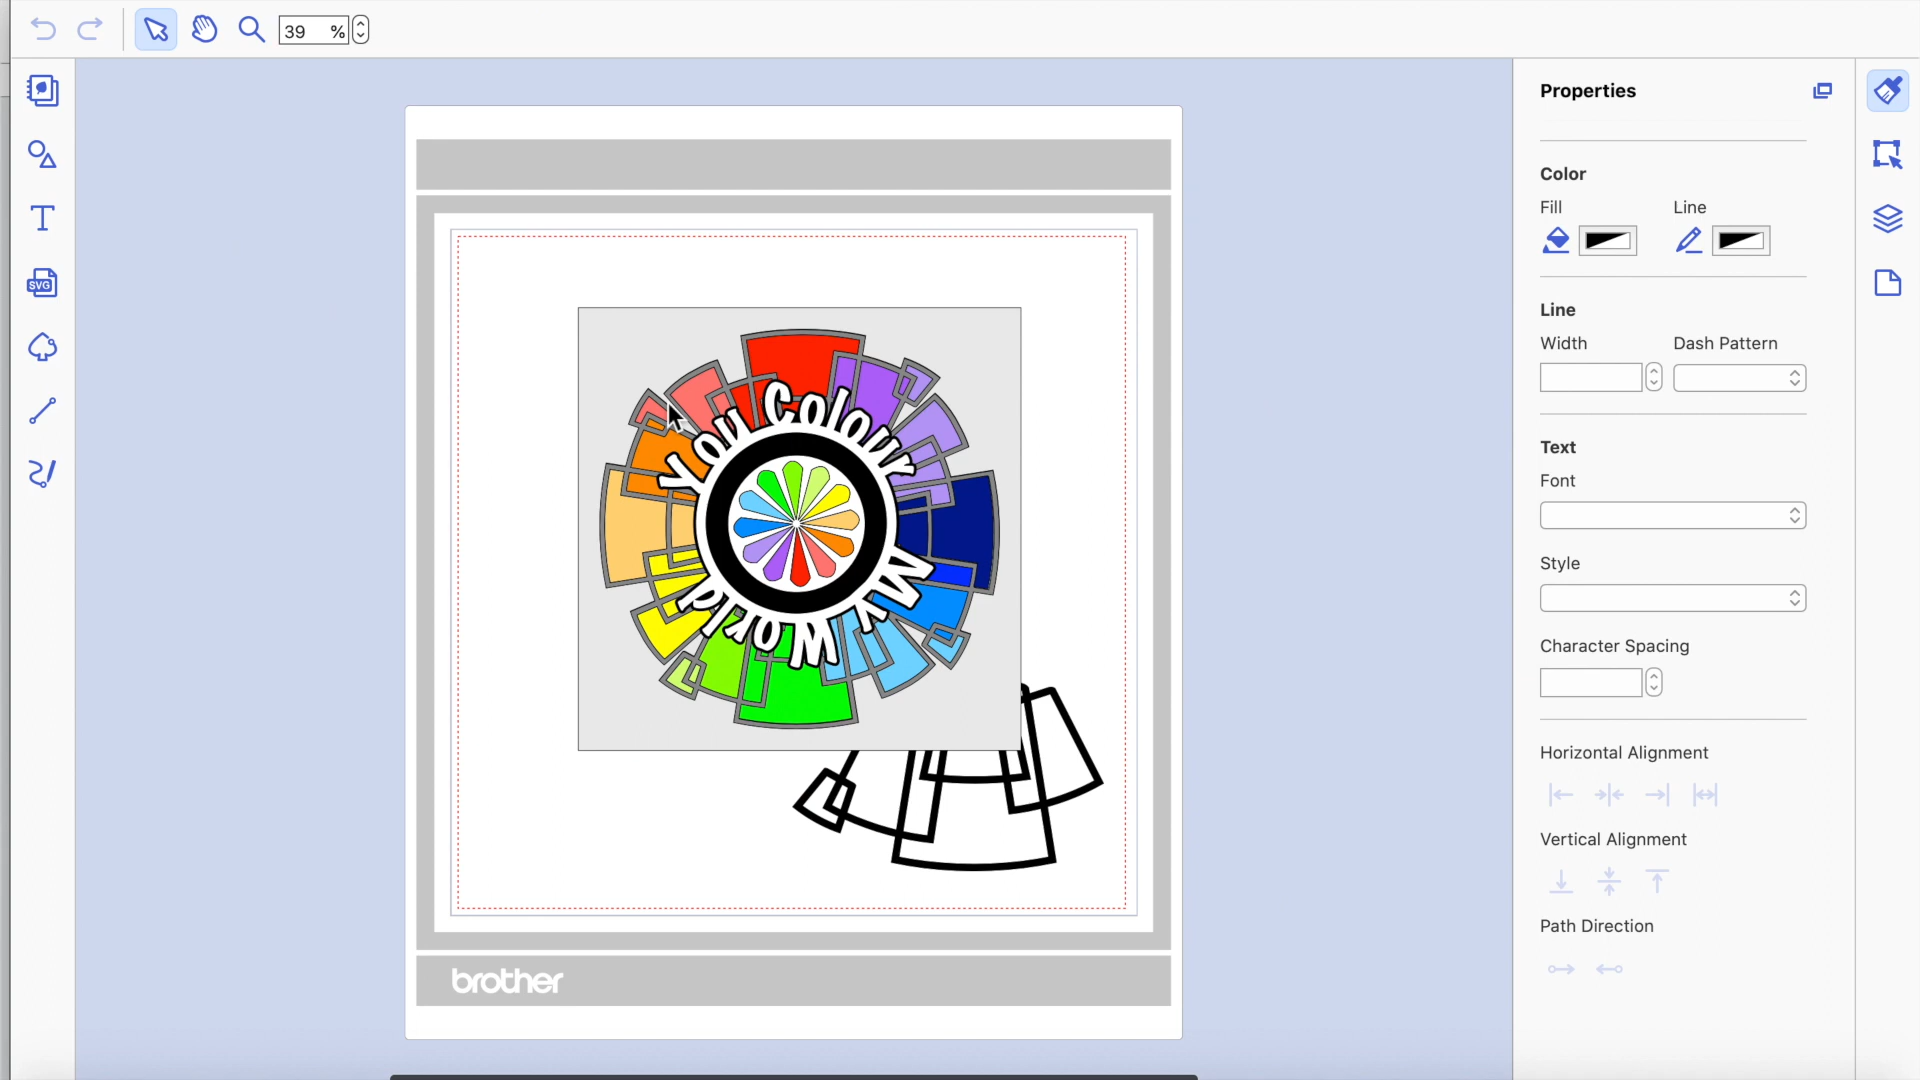 39 %
Properties
Color
Fill Line
Line
Width Dash Pattern
Text
Font
Style
Character Spacing
Horizontal Alignment
Vertical Alignment
Path Direction
SVG
You Colour
My World
brother